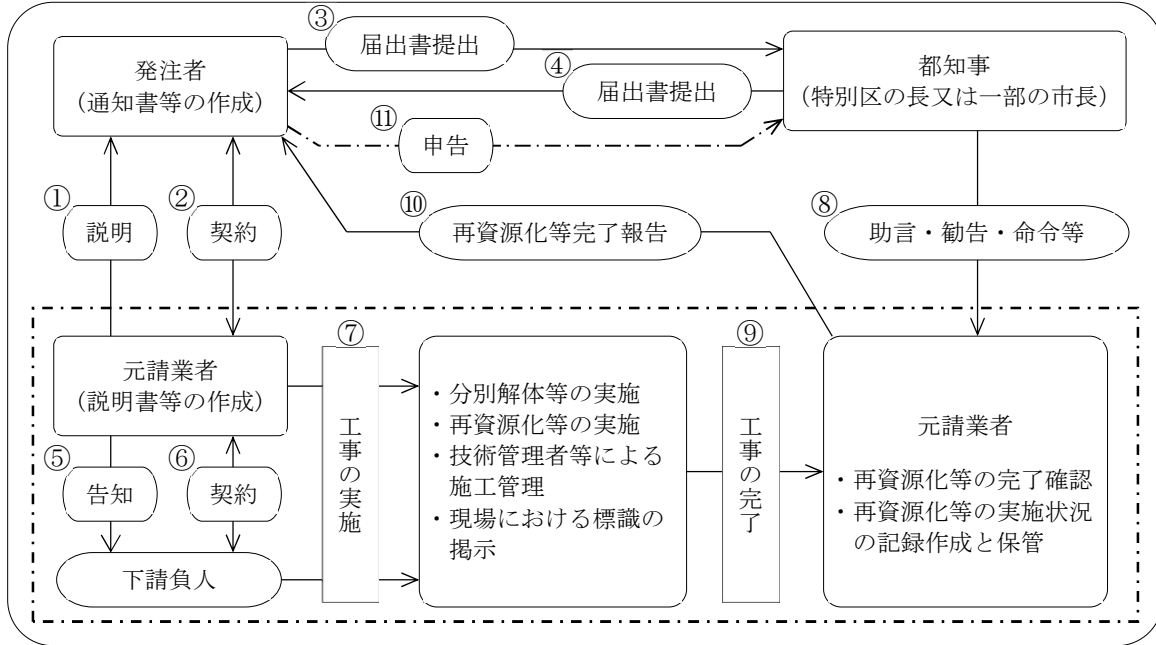 ③
届出書提出
④
届出書提出
発注者
（通知書等の作成）
都知事
（特別区の長又は一部の市長）
⑪
申告
①
説明
②
契約
⑩
再資源化等完了報告
⑧
助言・勧告・命令等
元請業者
（説明書等の作成）
⑦
工事の実施
・分別解体等の実施
・再資源化等の実施
・技術管理者等による
施工管理
・現場における標識の
掲示
⑨
工事の完了
元請業者
・再資源化等の完了確認
・再資源化等の実施状況
の記録作成と保管
⑤
告知
⑥
契約
下請負人